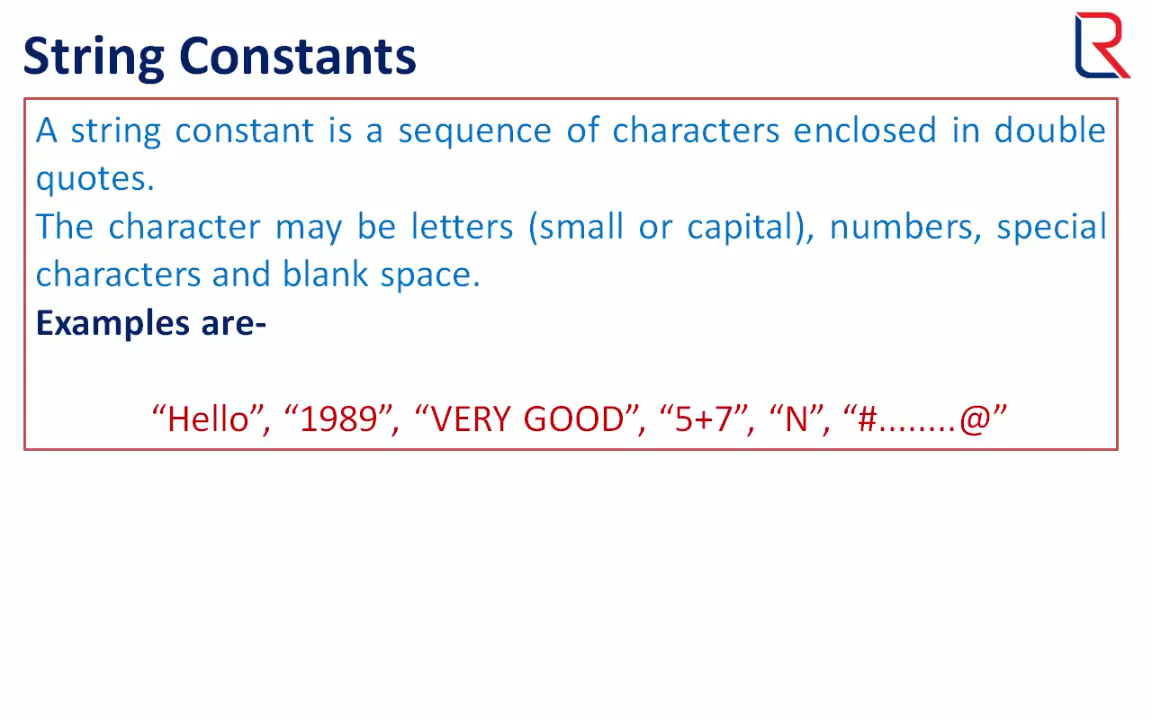 String Constants
A string constant is a sequence of characters enclosed in double
quotes.
The character may be letters (small or capital), numbers, special
characters and blank space.
Examples are-
“Hello”, “1989”, “VERY GOOD”, “5+7”, “N”, “#........@”